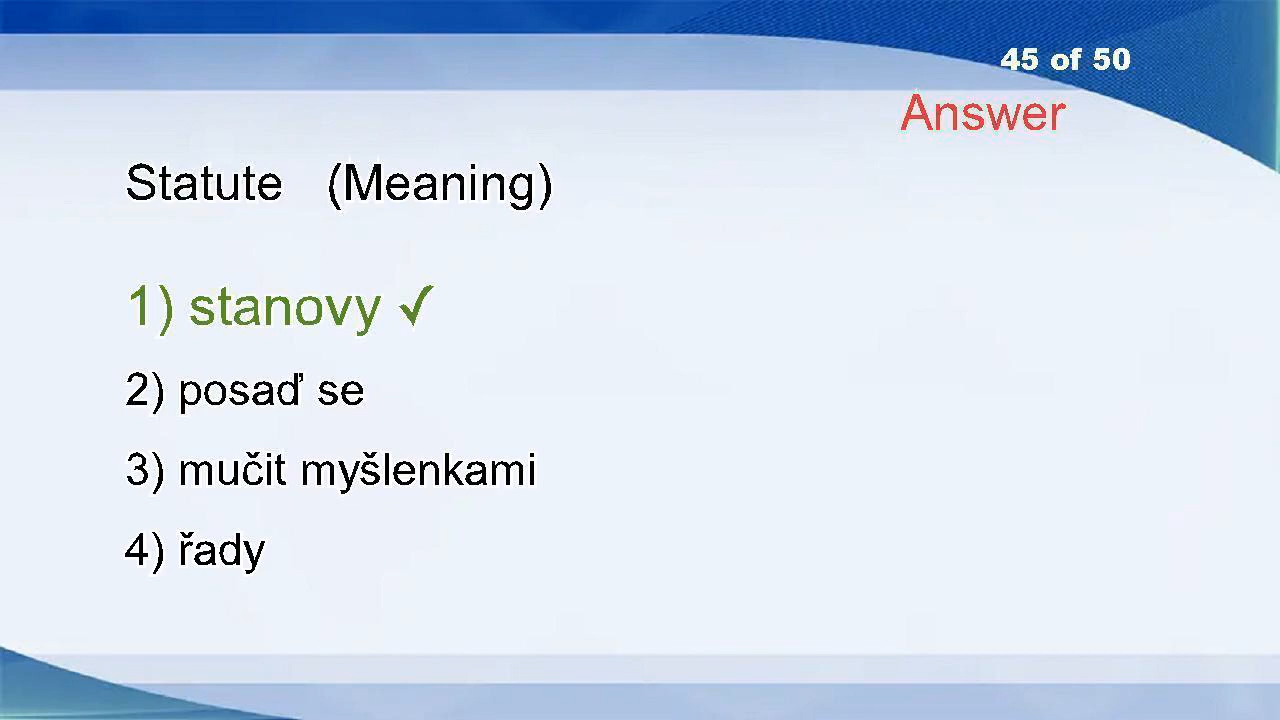 45 of 50
Answer
Statute (Meaning)
1) stanovy ✓
2) posaď se
3) mučit myšlenkami
4) řady